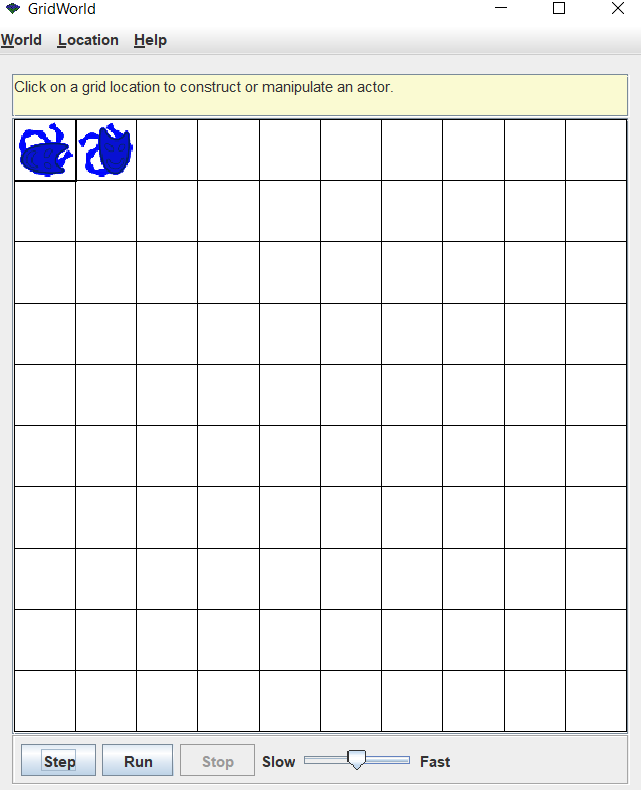 GridWorld
World Location Help
Click on a grid location to construct or manipulate an actor.
Step Run Stop Slow Fast